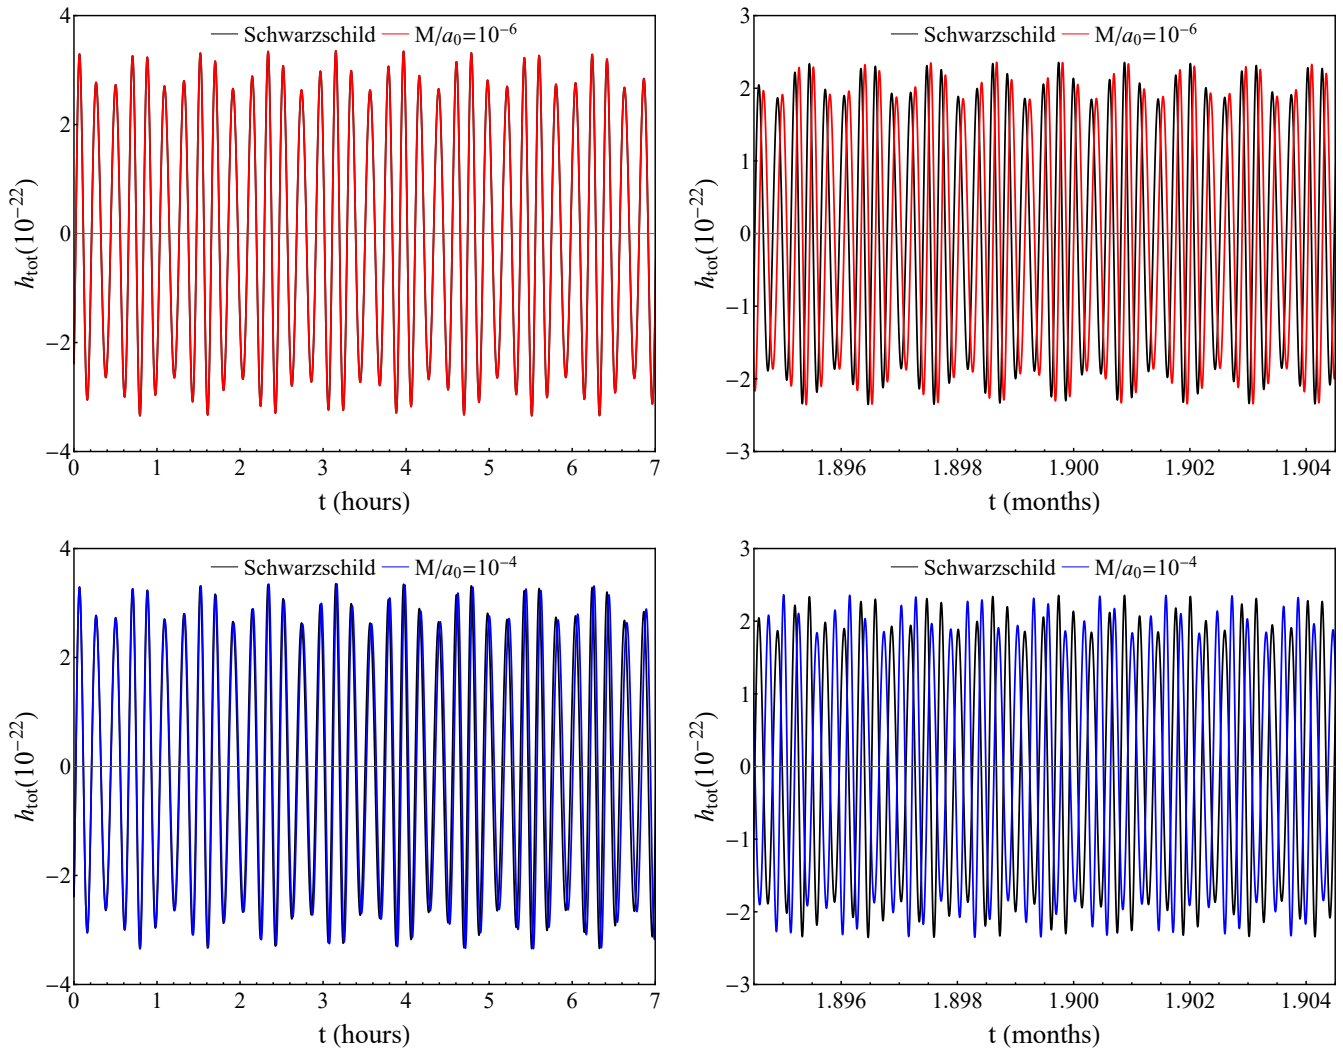 Schwarzschild M/a₀=10⁻⁶
h_tot(10⁻²²)
4
2
0
−2
−4
0 1 2 3 4 5 6 7
t (hours)
Schwarzschild M/a₀=10⁻⁶
h_tot(10⁻²²)
3
2
1
0
−1
−2
−3
1.896 1.898 1.900 1.902 1.904
t (months)
Schwarzschild M/a₀=10⁻⁴
h_tot(10⁻²²)
4
2
0
−2
−4
0 1 2 3 4 5 6 7
t (hours)
Schwarzschild M/a₀=10⁻⁴
h_tot(10⁻²²)
3
2
1
0
−1
−2
−3
1.896 1.898 1.900 1.902 1.904
t (months)